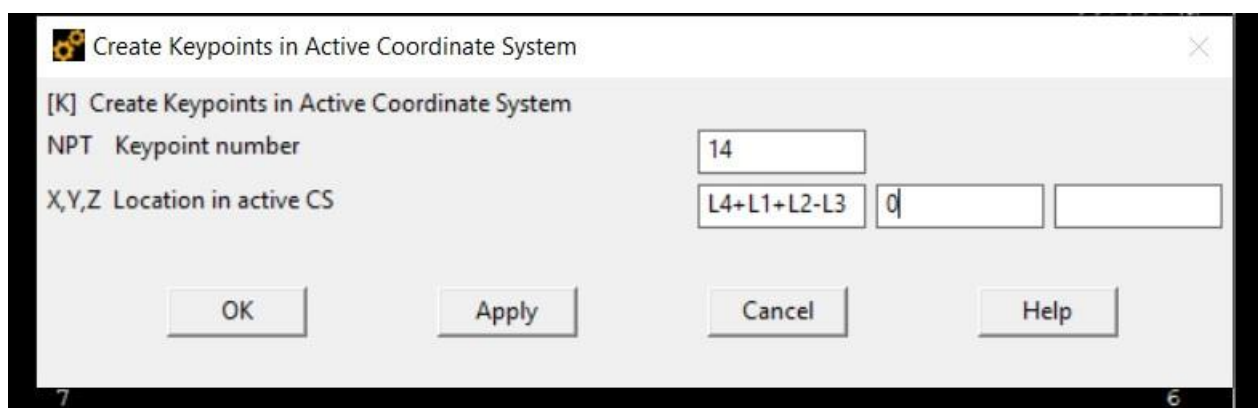 Create Keypoints in Active Coordinate System
[K] Create Keypoints in Active Coordinate System
NPT Keypoint number 14
X,Y,Z Location in active CS L4+L1+L2-L3 0
OK Apply Cancel Help
7 6